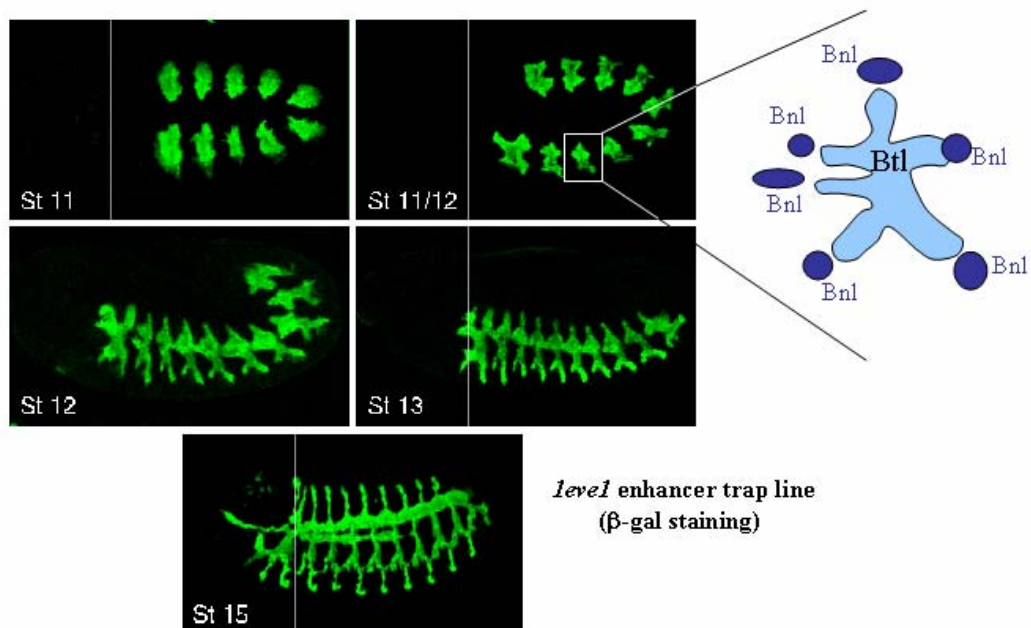 St 11
St 11/12
Bnl
Bnl
Btl
Bnl
Bnl
Bnl
Bnl
St 12
St 13
1eve1 enhancer trap line
(β-gal staining)
St 15